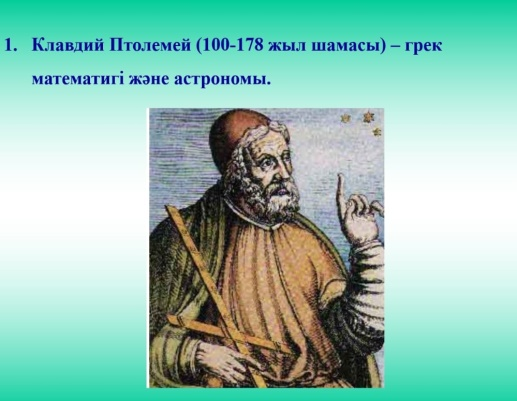 1. Клавдий Птолемей (100-178 жыл шамасы) – грек
математигі және астрономы.